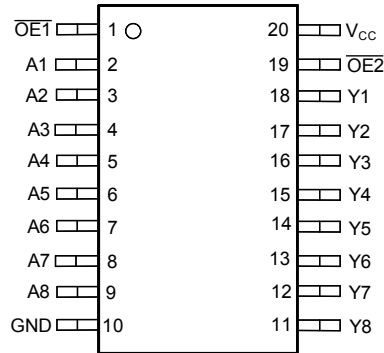 OE1 1 20 VCC
A1 2 19 OE2
A2 3 18 Y1
A3 4 17 Y2
A4 5 16 Y3
A5 6 15 Y4
A6 7 14 Y5
A7 8 13 Y6
A8 9 12 Y7
GND 10 11 Y8